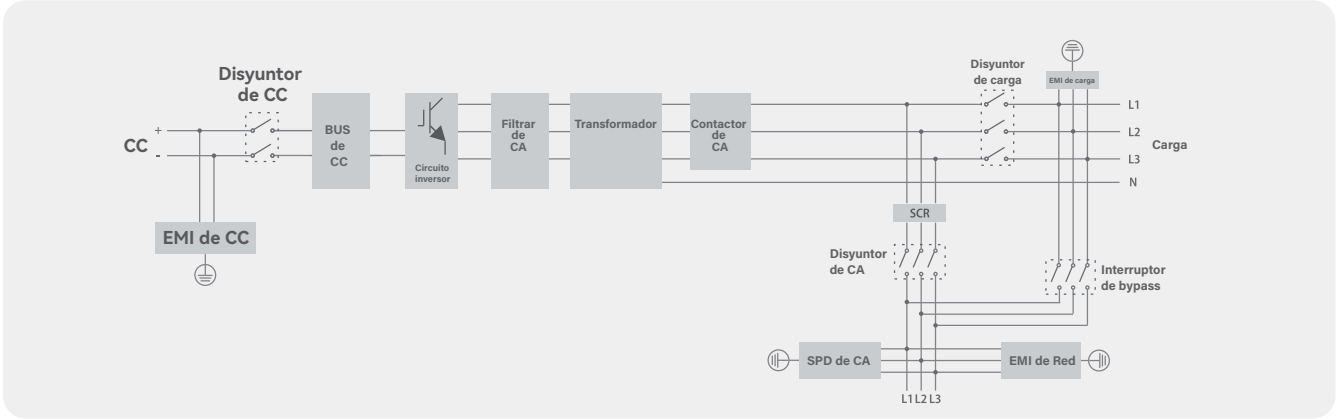 Disyuntor
de CC
CC
+
-
BUS
de
CC
Circuito
inversor
Filtrar
de
CA
Transformador
Contactor
de
CA
Disyuntor
de carga
EMI de carga
L1
L2
L3
N
Carga
EMI de CC
SCR
Disyuntor
de CA
Interruptor
de bypass
SPD de CA
EMI de Red
L1 L2 L3